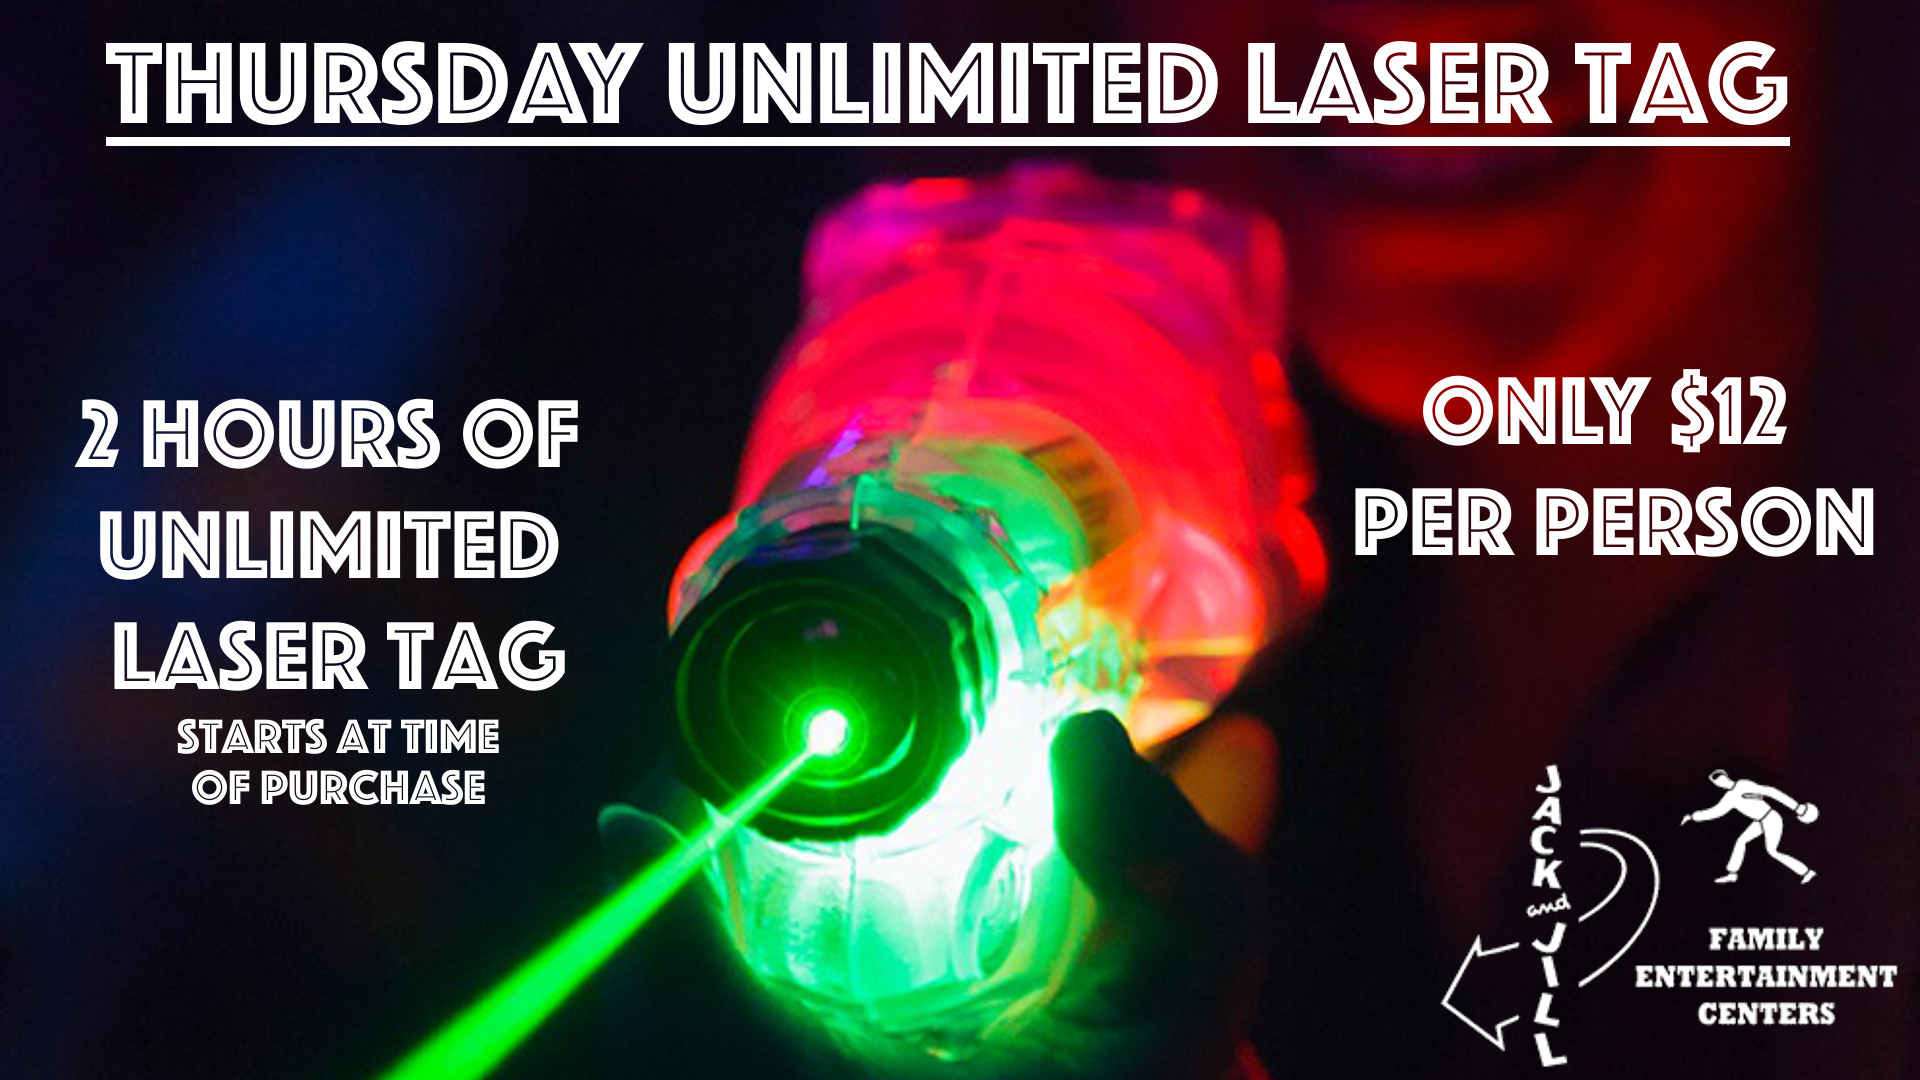 THURSDAY UNLIMITED LASER TAG
2 HOURS OF
UNLIMITED
LASER TAG
STARTS AT TIME
OF PURCHASE
ONLY $12
PER PERSON
JACK
and
JILL
FAMILY
ENTERTAINMENT
CENTERS